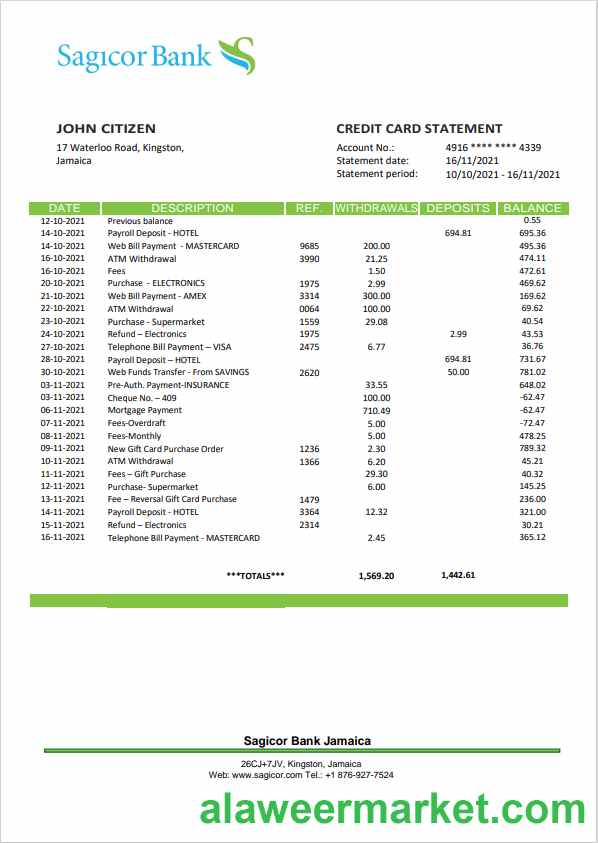 Sagicor Bank
JOHN CITIZEN
17 Waterloo Road, Kingston,
Jamaica
CREDIT CARD STATEMENT
Account No.: 4916 **** **** 4339
Statement date: 16/11/2021
Statement period: 10/10/2021 - 16/11/2021
DATE DESCRIPTION REF. WITHDRAWALS DEPOSITS BALANCE
12-10-2021 Previous balance 0.55
14-10-2021 Payroll Deposit - HOTEL 694.81 695.36
14-10-2021 Web Bill Payment - MASTERCARD 9685 200.00 495.36
16-10-2021 ATM Withdrawal 3990 21.25 474.11
16-10-2021 Fees 1.50 472.61
20-10-2021 Purchase - ELECTRONICS 1975 2.99 469.62
21-10-2021 Web Bill Payment - AMEX 3314 300.00 169.62
22-10-2021 ATM Withdrawal 0064 100.00 69.62
23-10-2021 Purchase - Supermarket 1559 29.08 40.54
24-10-2021 Refund – Electronics 1975 2.99 43.53
27-10-2021 Telephone Bill Payment – VISA 2475 6.77 36.76
28-10-2021 Payroll Deposit – HOTEL 694.81 731.67
30-10-2021 Web Funds Transfer - From SAVINGS 2620 50.00 781.02
03-11-2021 Pre-Auth. Payment-INSURANCE 33.55 648.02
03-11-2021 Cheque No. – 409 100.00 -62.47
06-11-2021 Mortgage Payment 710.49 -62.47
07-11-2021 Fees-Overdraft 5.00 -72.47
08-11-2021 Fees-Monthly 5.00 478.25
09-11-2021 New Gift Card Purchase Order 1236 2.30 789.32
10-11-2021 ATM Withdrawal 1366 6.20 45.21
11-11-2021 Fees – Gift Purchase 29.30 40.32
12-11-2021 Purchase- Supermarket 6.00 145.25
13-11-2021 Fee – Reversal Gift Card Purchase 1479 236.00
14-11-2021 Payroll Deposit - HOTEL 3364 12.32 321.00
15-11-2021 Refund – Electronics 2314 30.21
16-11-2021 Telephone Bill Payment - MASTERCARD 2.45 365.12
***TOTALS*** 1,569.20 1,442.61
Sagicor Bank Jamaica
26CJ+7JV, Kingston, Jamaica
Web: www.sagicor.com Tel.: +1 876-927-7524
alaweermarket.com